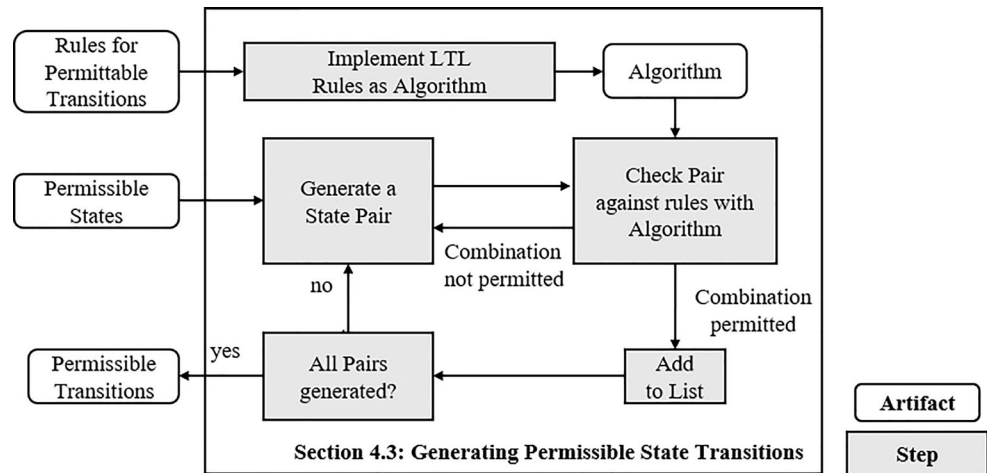 Rules for
Permittable
Transitions
Implement LTL
Rules as Algorithm
Algorithm
Permissible
States
Generate a
State Pair
Check Pair
against rules with
Algorithm
Combination
not permitted
no
Combination
permitted
Permissible
Transitions
yes
All Pairs
generated?
Add
to List
Section 4.3: Generating Permissible State Transitions
Artifact
Step